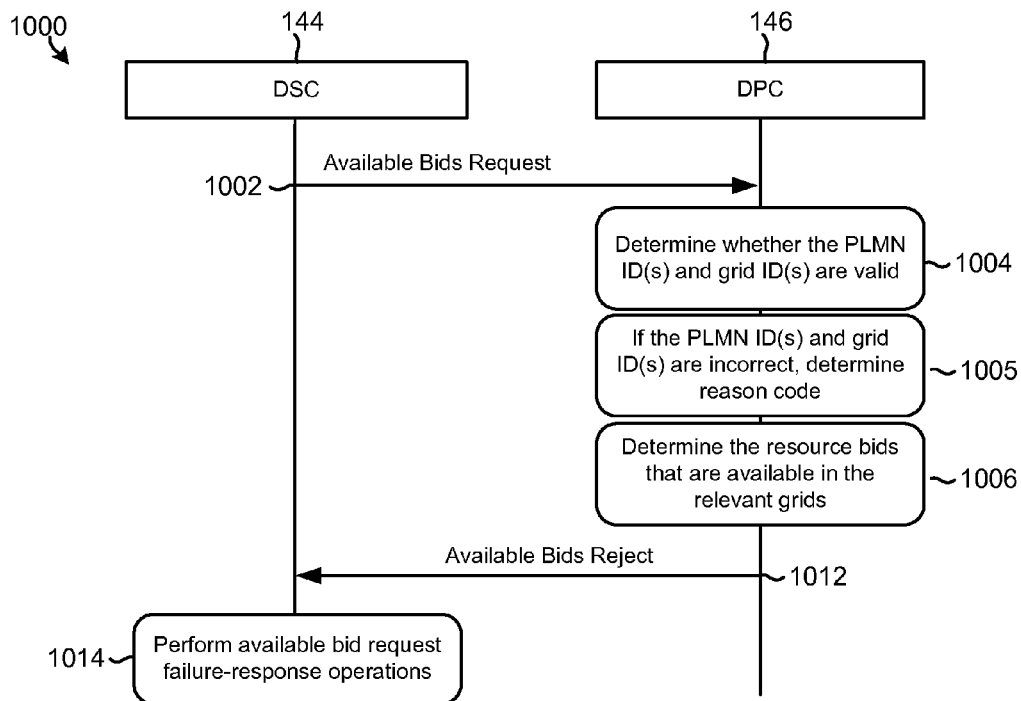 1000
144
146
DSC
DPC
Available Bids Request
1002
Determine whether the PLMN
ID(s) and grid ID(s) are valid
1004
If the PLMN ID(s) and grid
ID(s) are incorrect, determine
reason code
1005
Determine the resource bids
that are available in the
relevant grids
1006
Available Bids Reject
1012
Perform available bid request
failure-response operations
1014